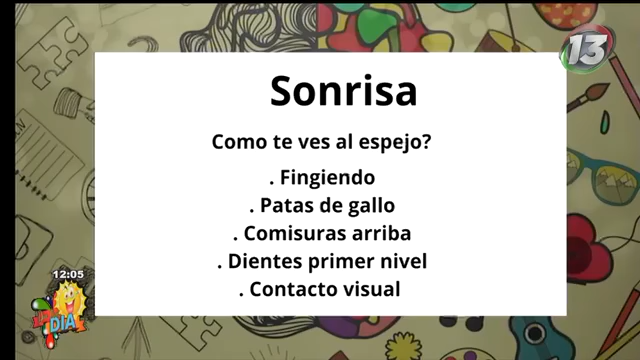 13
Sonrisa
Como te ves al espejo?
. Fingiendo
. Patas de gallo
. Comisuras arriba
. Dientes primer nivel
. Contacto visual
12:05
DÍA